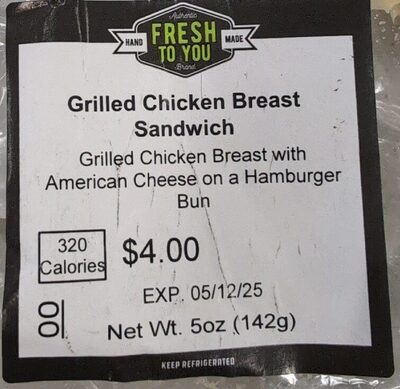 Authentic
HAND FRESH MADE
TO YOU
Brand
Grilled Chicken Breast
Sandwich
Grilled Chicken Breast with
American Cheese on a Hamburger
Bun
320
Calories
$4.00
EXP. 05/12/25
00
Net Wt. 5oz (142g)
KEEP REFRIGERATED